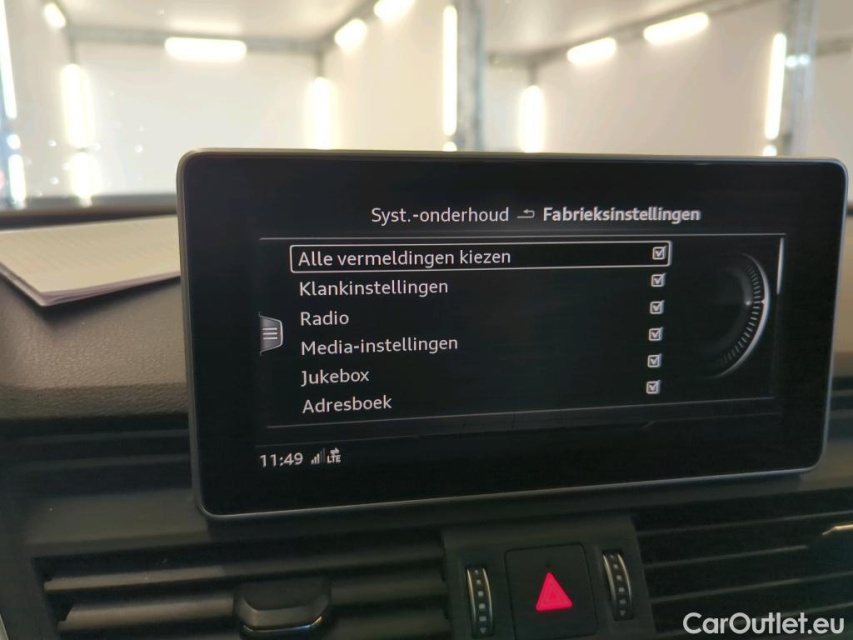 Syst.-onderhoud Fabrieksinstellingen
Alle vermeldingen kiezen
Klankinstellingen
Radio
Media-instellingen
Jukebox
Adresboek
11:49 LTE
CarOutlet.eu